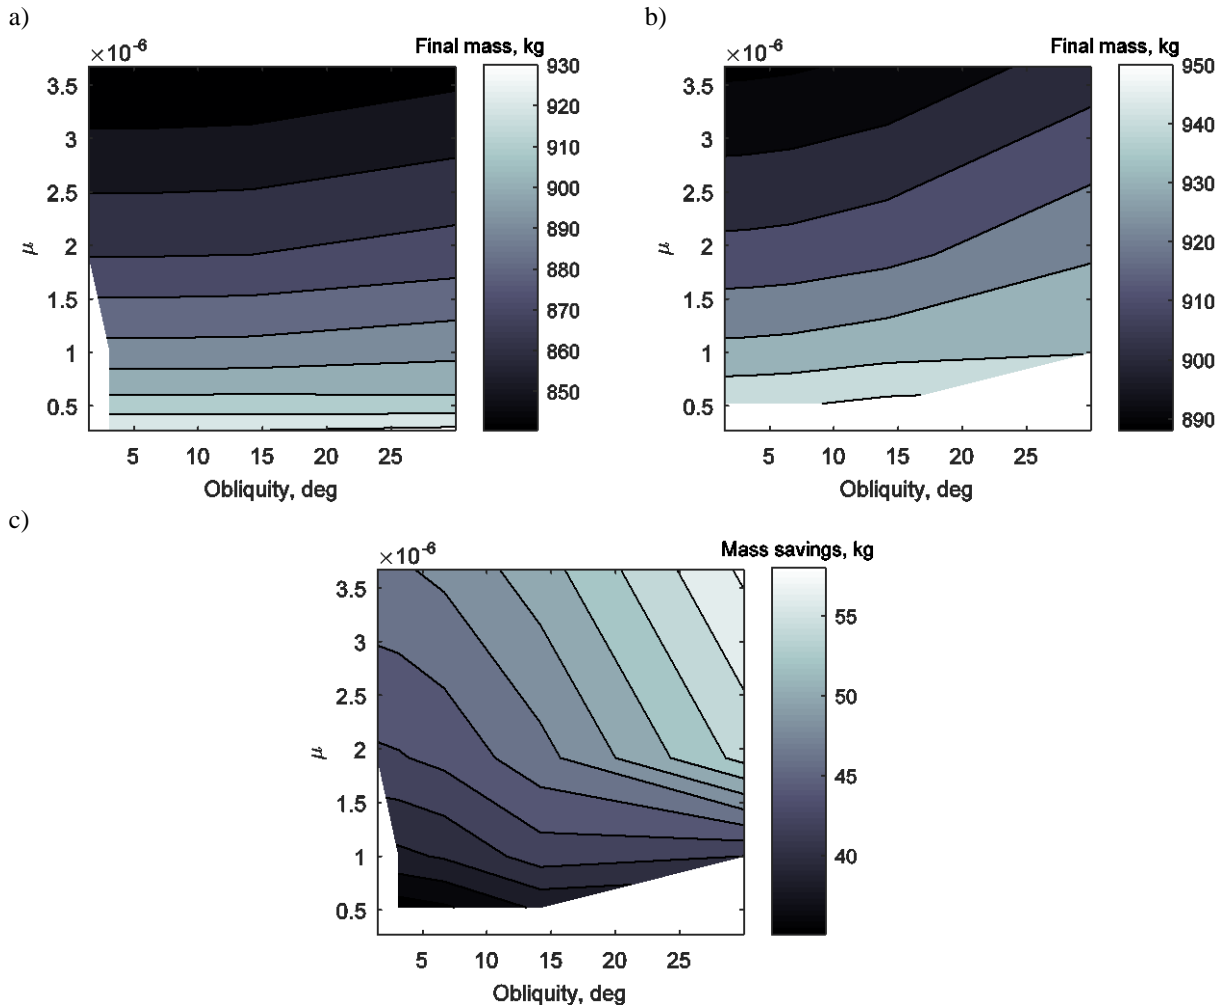 a)
×10⁻⁶
Final mass, kg
3.5
3
2.5
2
1.5
1
0.5
μ
5 10 15 20 25
Obliquity, deg
930
920
910
900
890
880
870
860
850
b)
×10⁻⁶
Final mass, kg
3.5
3
2.5
2
1.5
1
0.5
μ
5 10 15 20 25
Obliquity, deg
950
940
930
920
910
900
890
c)
×10⁻⁶
Mass savings, kg
3.5
3
2.5
2
1.5
1
0.5
μ
5 10 15 20 25
Obliquity, deg
55
50
45
40